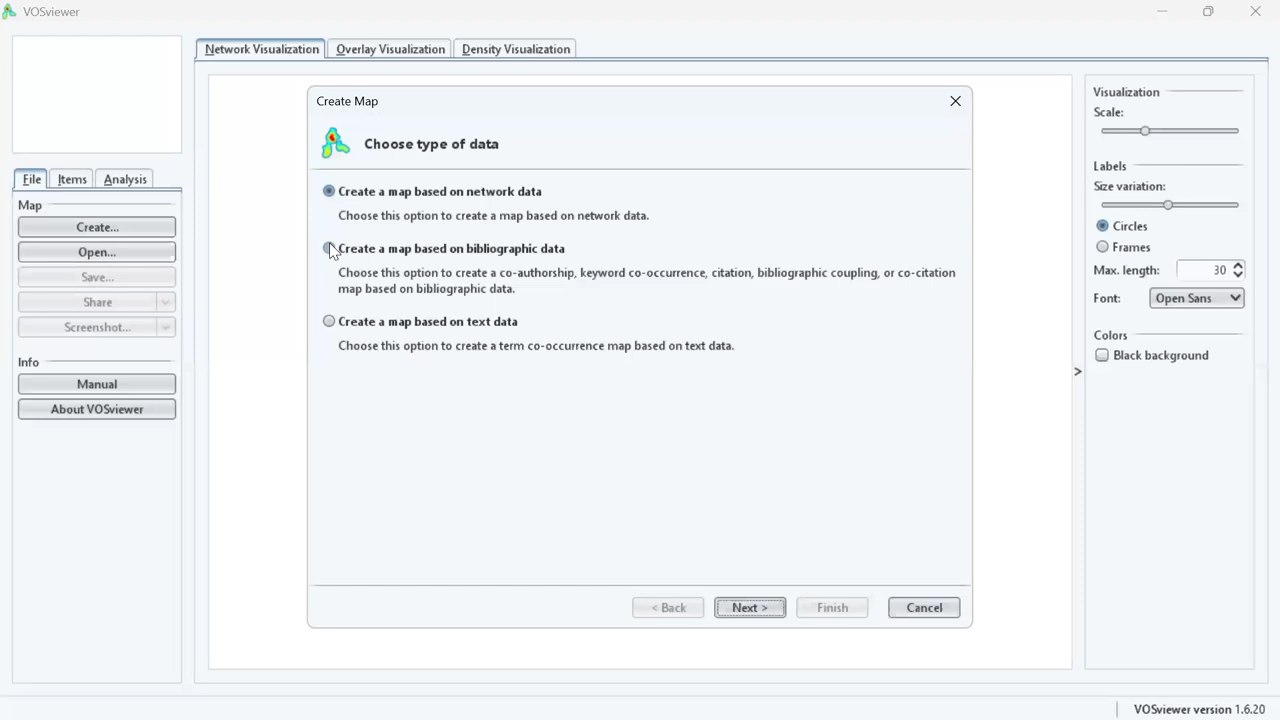 VOSviewer
Network Visualization
Overlay Visualization
Density Visualization
File
Items
Analysis
Map
Create...
Open...
Save...
Share
Screenshot...
Info
Manual
About VOSviewer
Create Map
Choose type of data
Create a map based on network data
Choose this option to create a map based on network data.
Create a map based on bibliographic data
Choose this option to create a co-authorship, keyword co-occurrence, citation, bibliographic coupling, or co-citation
map based on bibliographic data.
Create a map based on text data
Choose this option to create a term co-occurrence map based on text data.
< Back
Next >
Finish
Cancel
>
Visualization
Scale:
Labels
Size variation:
Circles
Frames
Max. length: 30
Font: Open Sans
Colors
Black background
VOSviewer version 1.6.20